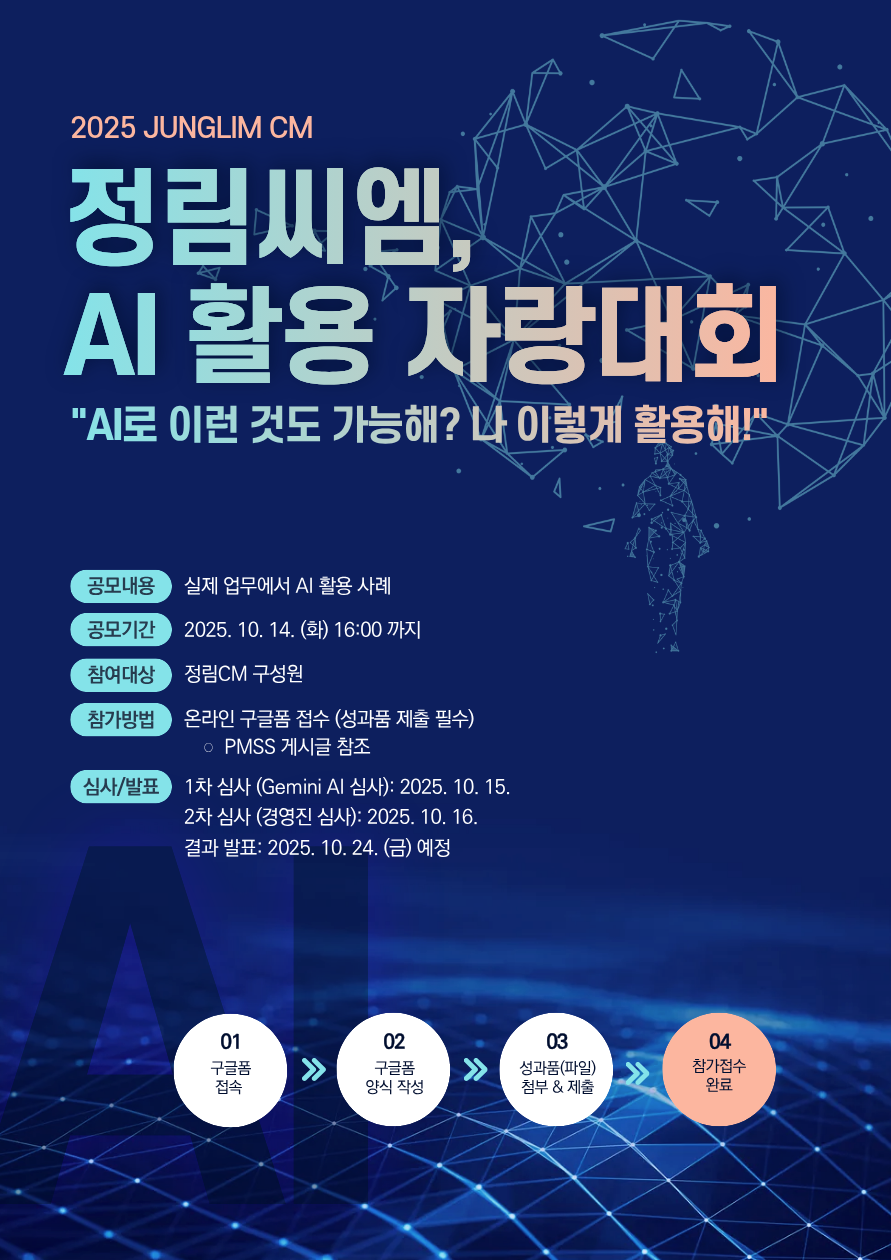 2025 JUNGLIM CM
정림씨엠,
AI 활용 자랑대회
"AI로 이런 것도 가능해? 나 이렇게 활용해!"
공모내용 실제 업무에서 AI 활용 사례
공모기간 2025. 10. 14. (화) 16:00 까지
참여대상 정림CM 구성원
참가방법 온라인 구글폼 접수 (성과품 제출 필수)
○ PMSS 게시글 참조
심사/발표 1차 심사 (Gemini AI 심사): 2025. 10. 15.
2차 심사 (경영진 심사): 2025. 10. 16.
결과 발표: 2025. 10. 24. (금) 예정
AI
01
구글폼
접속
02
구글폼
양식 작성
03
성과품(파일)
첨부 & 제출
04
참가접수
완료